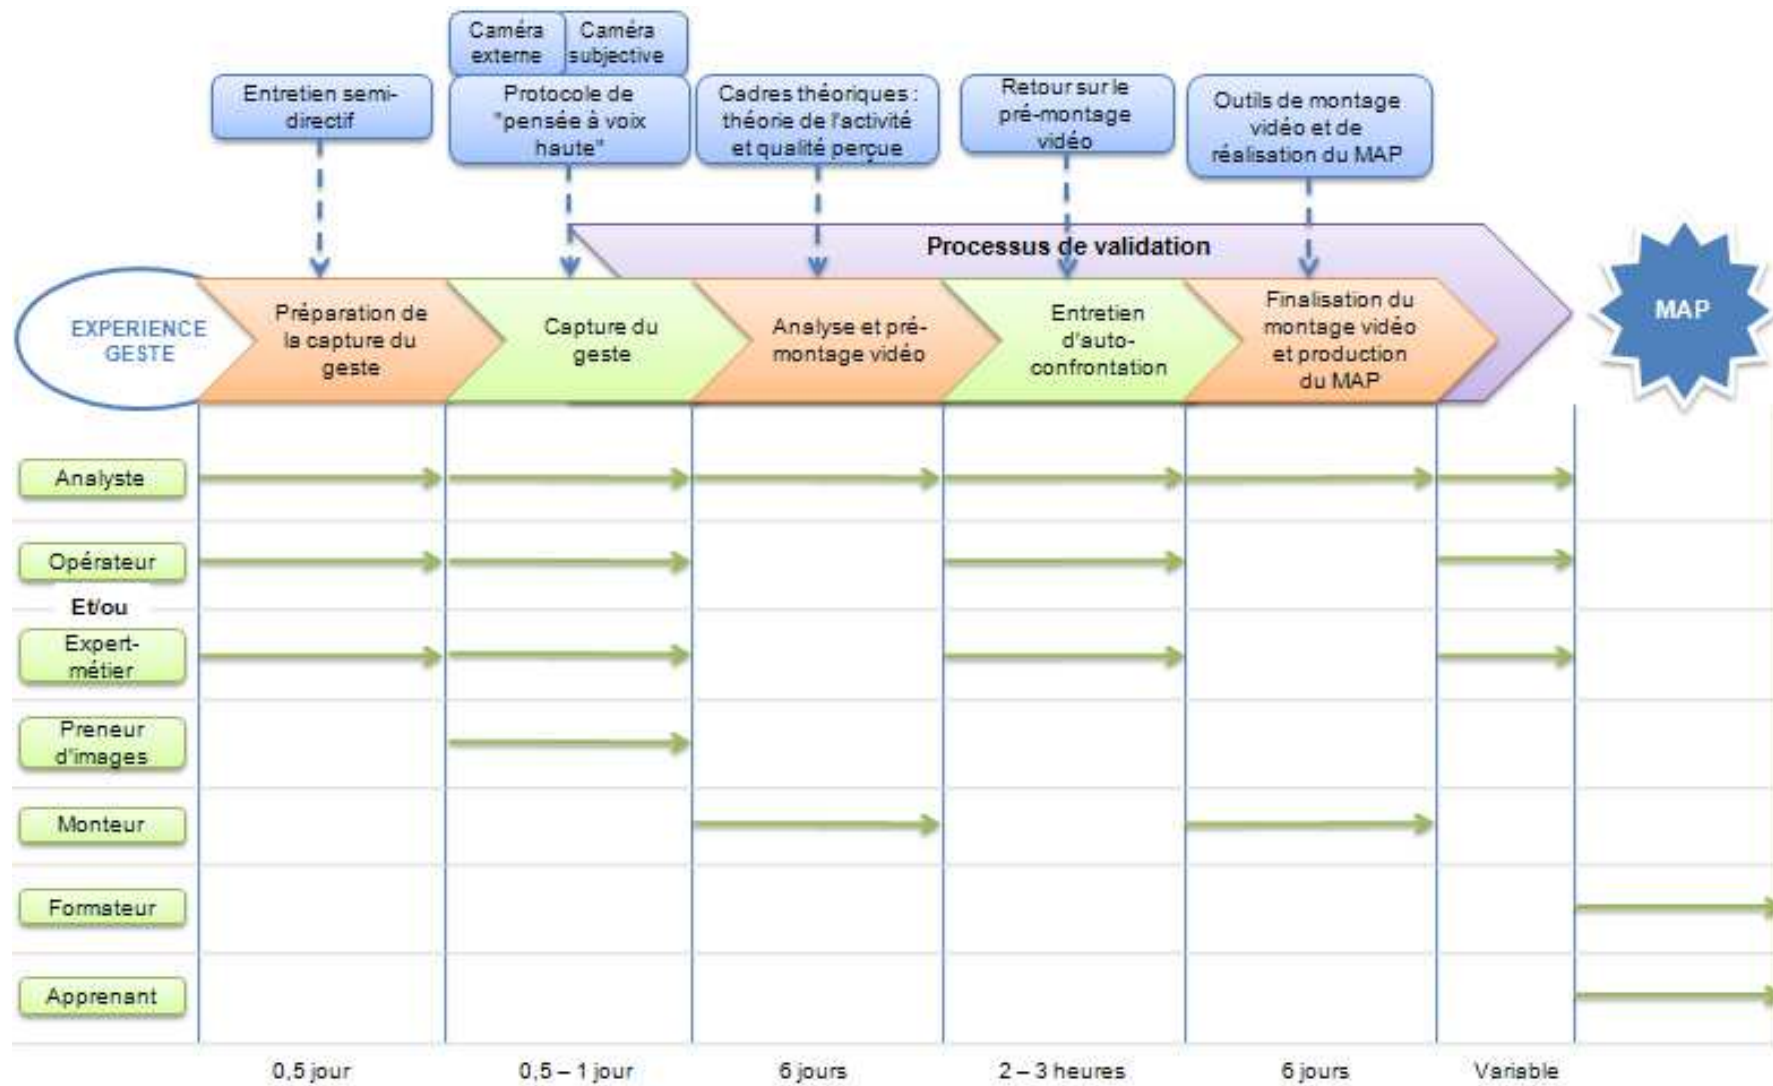 Caméra
externe
Caméra
subjective
Entretien semi-
directif
Protocole de
"pensée à voix
haute"
Cadres théoriques :
théorie de l'activité
et qualité perçue
Retour sur le
pré-montage
vidéo
Outils de montage
vidéo et de
réalisation du MAP
Processus de validation
EXPERIENCE
GESTE
Préparation de
la capture du
geste
Capture du
geste
Analyse et pré-
montage vidéo
Entretien
d'auto-
confrontation
Finalisation du
montage vidéo
et production
du MAP
MAP
Analyste
Opérateur
Et/ou
Expert-
métier
Preneur
d'images
Monteur
Formateur
Apprenant
0,5 jour
0,5 – 1 jour
6 jours
2 – 3 heures
6 jours
Variable